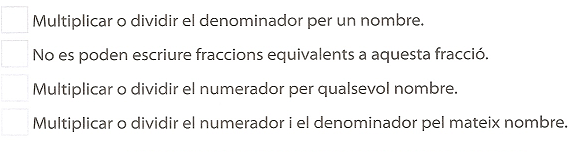 Multiplicar o dividir el denominador per un nombre.
No es poden escriure fraccions equivalents a aquesta fracció.
Multiplicar o dividir el numerador per qualsevol nombre.
Multiplicar o dividir el numerador i el denominador pel mateix nombre.